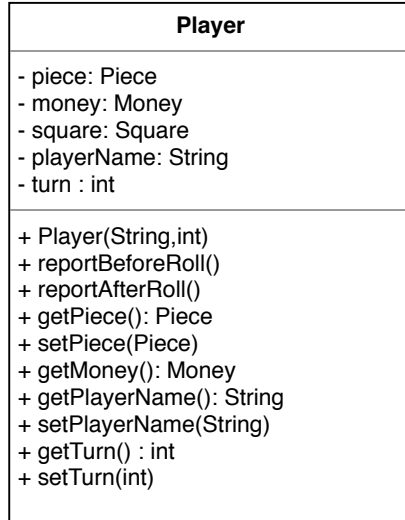 Player
- piece: Piece
- money: Money
- square: Square
- playerName: String
- turn : int
+ Player(String,int)
+ reportBeforeRoll()
+ reportAfterRoll()
+ getPiece(): Piece
+ setPiece(Piece)
+ getMoney(): Money
+ getPlayerName(): String
+ setPlayerName(String)
+ getTurn() : int
+ setTurn(int)